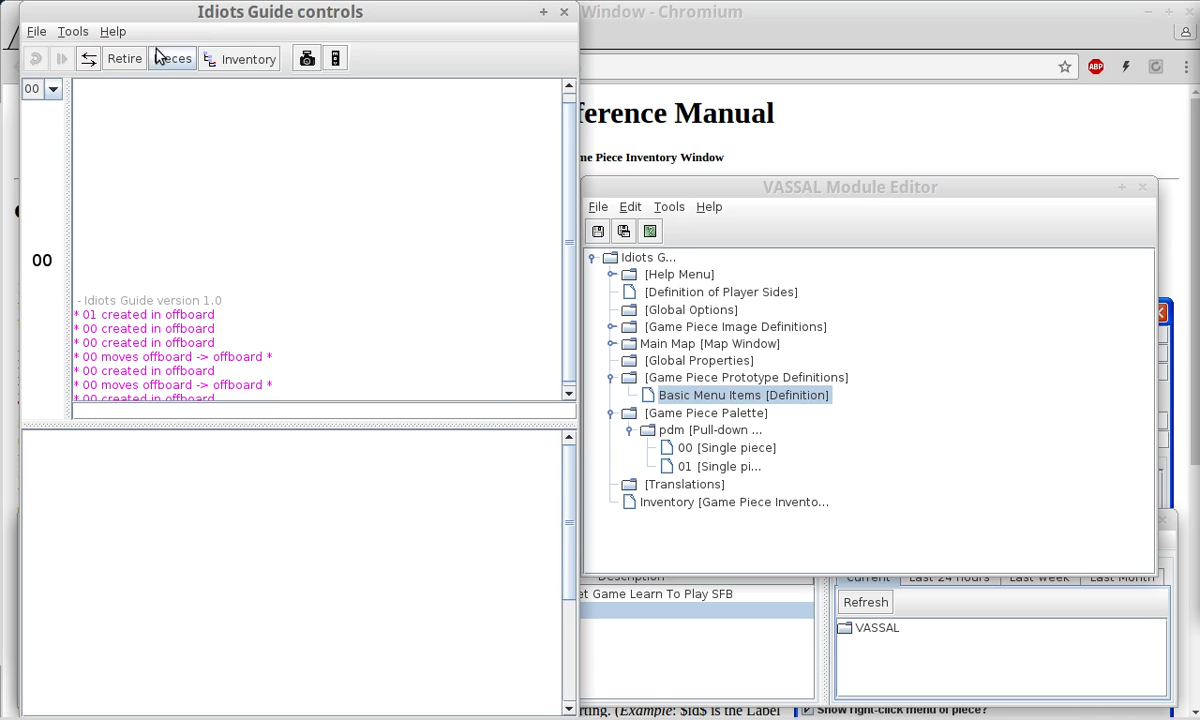 Idiots Guide controls
Window - Chromium
File Tools Help
Retire
Inventory
ABP
00
ference Manual
me Piece Inventory Window
VASSAL Module Editor
File Edit Tools Help
00
- Idiots Guide version 1.0
* 01 created in offboard
* 00 created in offboard
* 00 created in offboard
* 00 moves offboard -> offboard *
* 00 created in offboard
* 00 moves offboard -> offboard *
* 00 created in offboard
Idiots G...
[Help Menu]
[Definition of Player Sides]
[Global Options]
[Game Piece Image Definitions]
Main Map [Map Window]
[Global Properties]
[Game Piece Prototype Definitions]
Basic Menu Items [Definition]
[Game Piece Palette]
pdm [Pull-down ...
00 [Single piece]
01 [Single pi...
[Translations]
Inventory [Game Piece Invento...
Description
et Game Learn To Play SFB
Current Last 24 Hours Last Week Last Month
Refresh
VASSAL
rting. (Example: $id$ is the Label
Show right-click menu of piece?